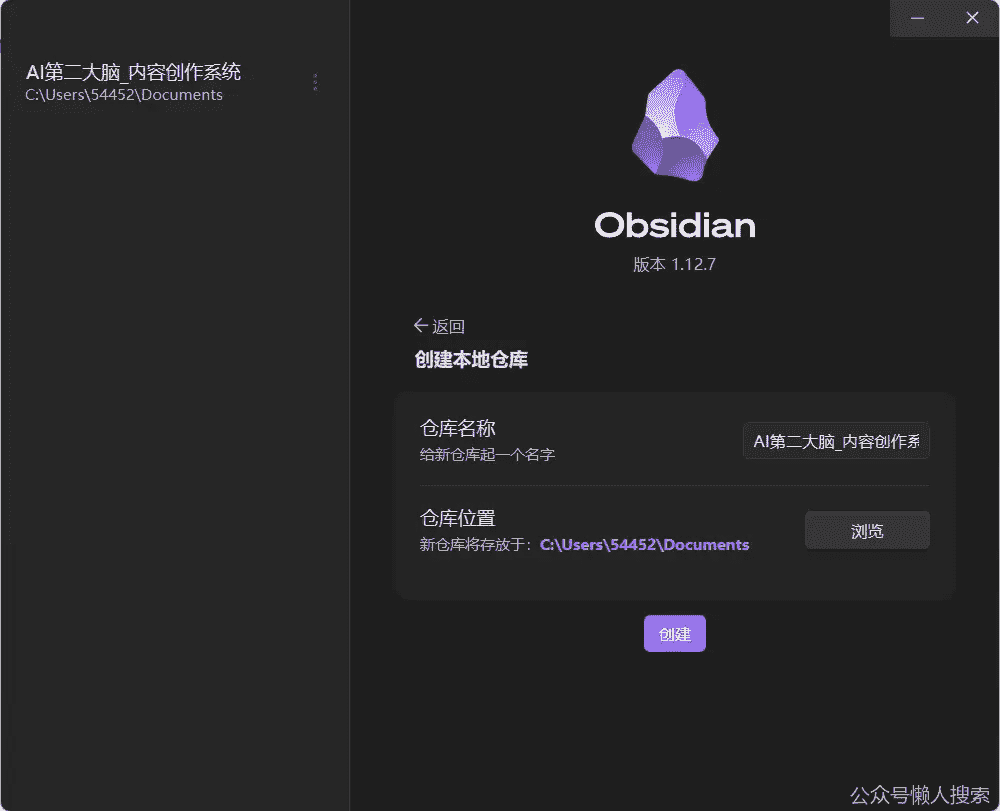 AI第二大脑_内容创作系统
C:\Users\54452\Documents
Obsidian
版本 1.12.7
返回
创建本地仓库
仓库名称
给新仓库起一个名字
AI第二大脑_内容创作系
仓库位置
新仓库将存放于：C:\Users\54452\Documents
浏览
创建
公众号懒人搜索